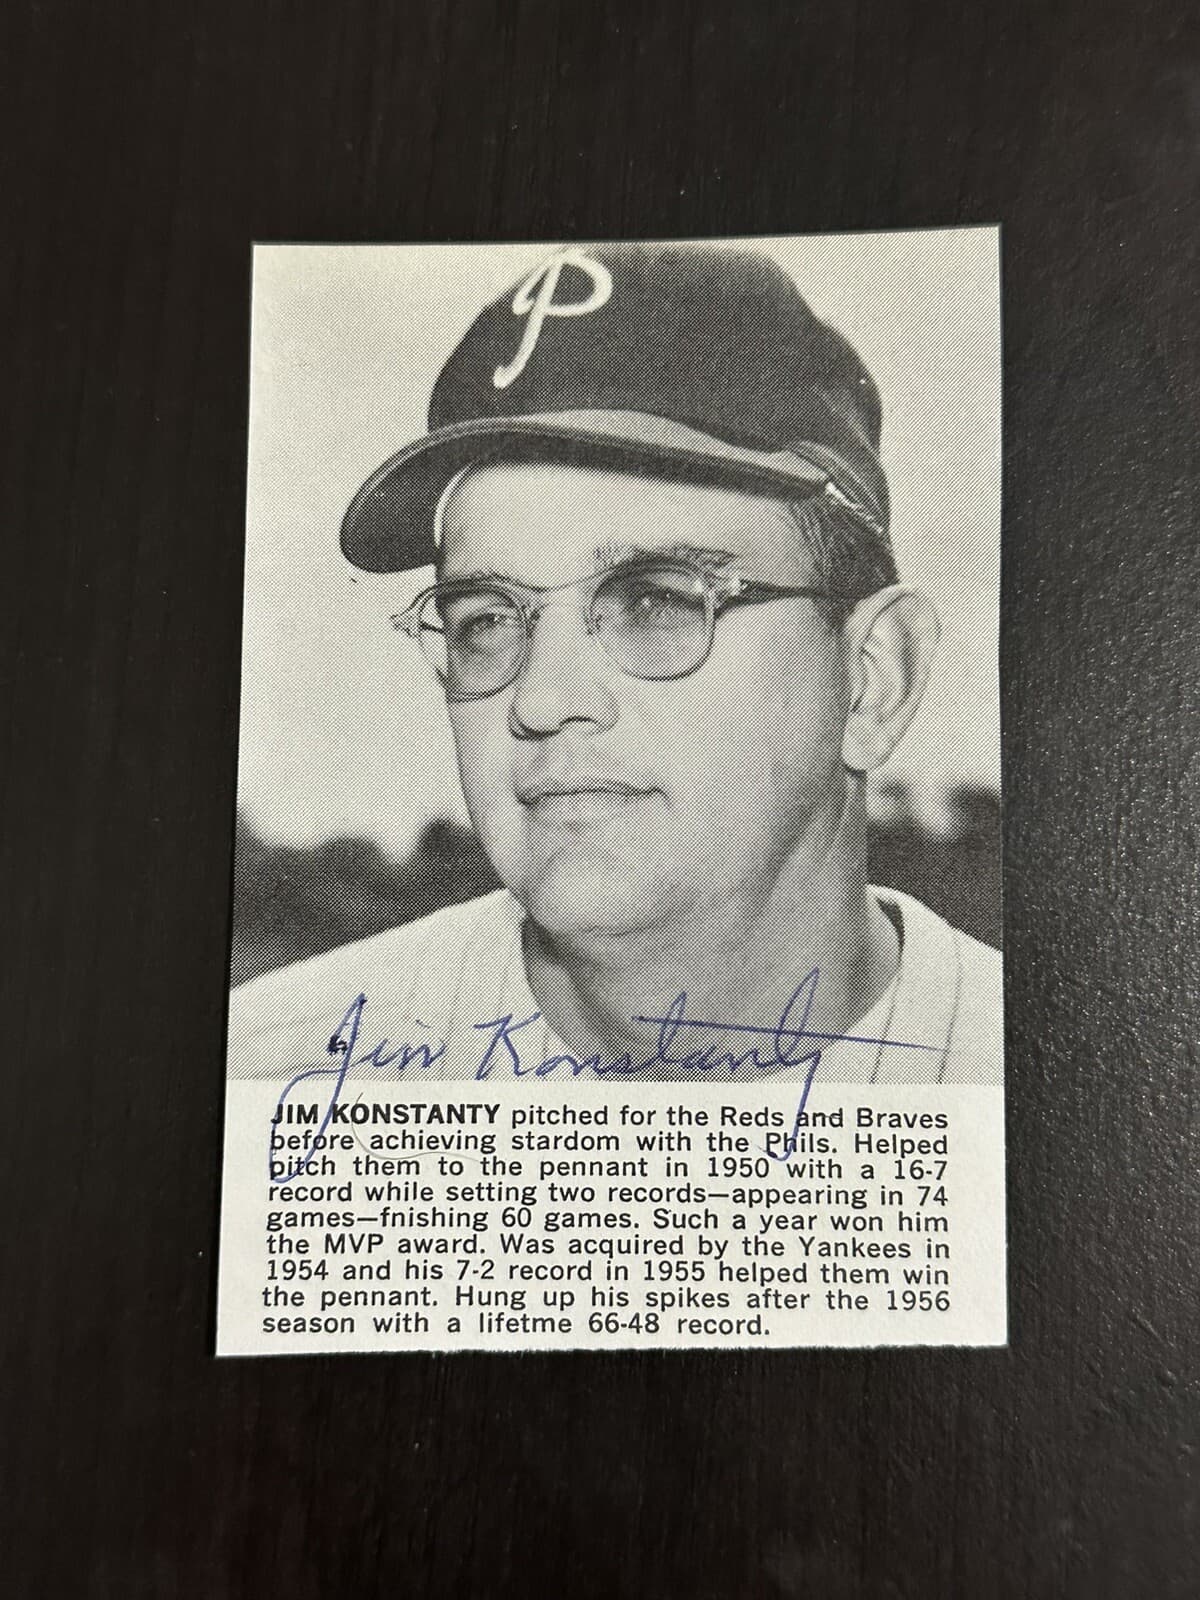 P
Jim Konstanty
JIM KONSTANTY pitched for the Reds and Braves
before achieving stardom with the Phils. Helped
pitch them to the pennant in 1950 with a 16-7
record while setting two records—appearing in 74
games—fnishing 60 games. Such a year won him
the MVP award. Was acquired by the Yankees in
1954 and his 7-2 record in 1955 helped them win
the pennant. Hung up his spikes after the 1956
season with a lifetme 66-48 record.